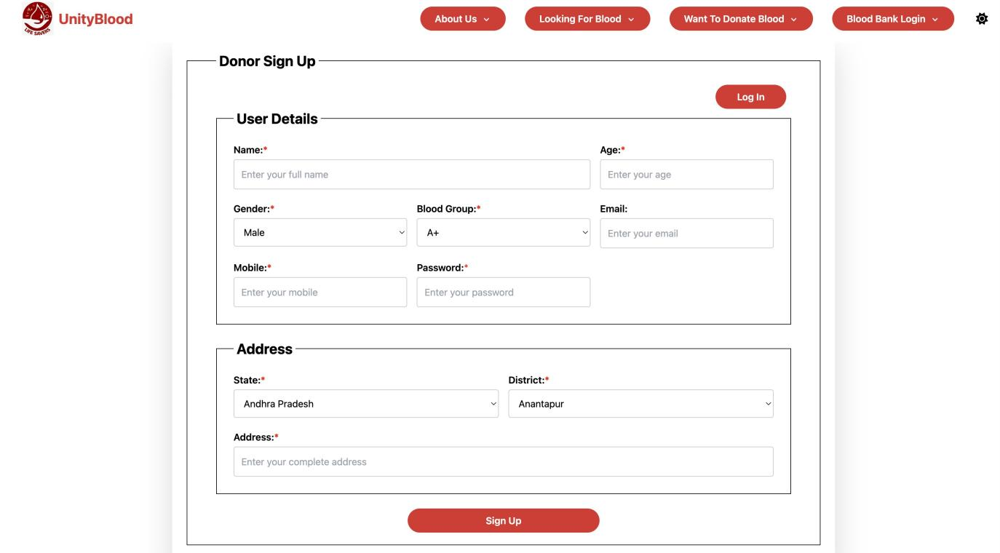 UnityBlood
LIFE SAVERS
About Us
Looking For Blood
Want To Donate Blood
Blood Bank Login
Donor Sign Up
Log In
User Details
Name:*
Age:*
Enter your full name
Enter your age
Gender:*
Blood Group:*
Email:
Male
A+
Enter your email
Mobile:*
Password:*
Enter your mobile
Enter your password
Address
State:*
District:*
Andhra Pradesh
Anantapur
Address:*
Enter your complete address
Sign Up